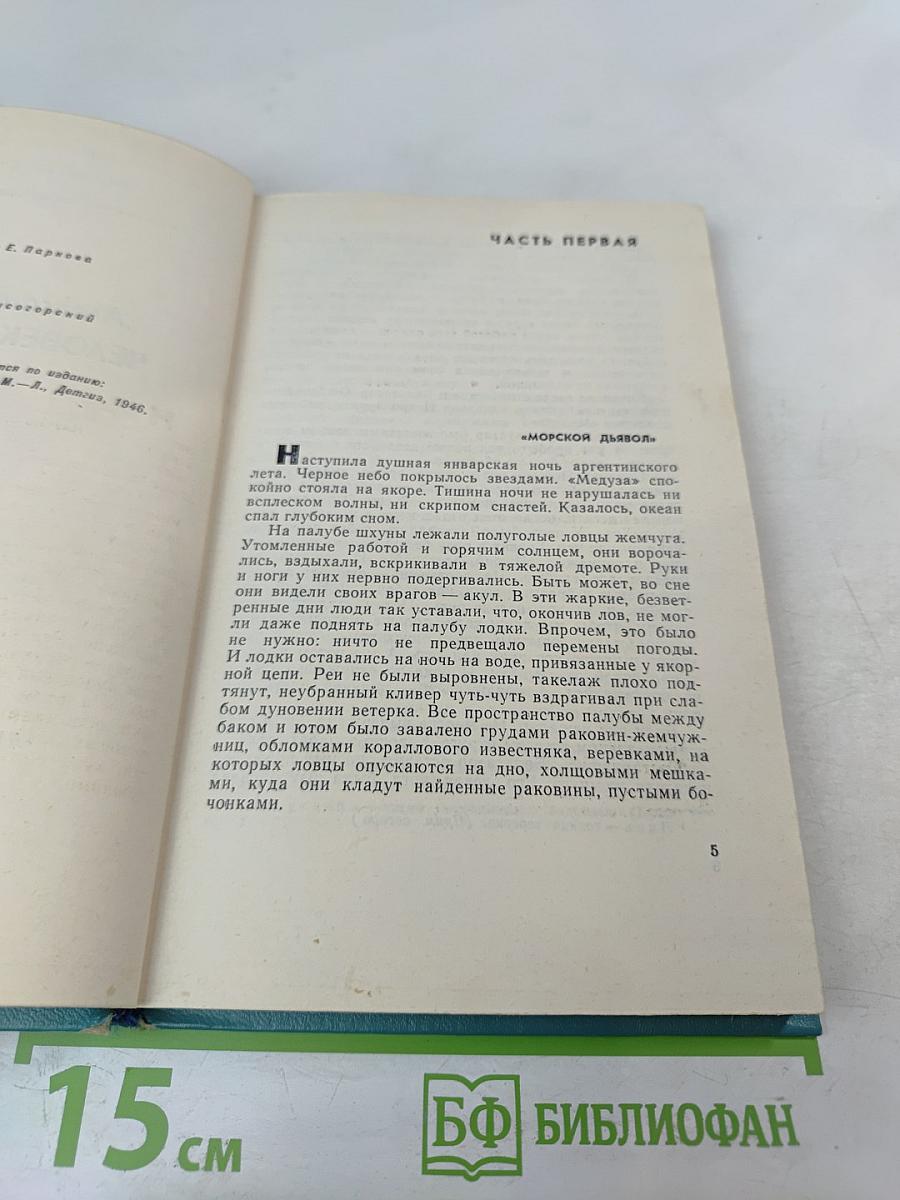 Е. Парнова
усогорский
тся по изданию:
М.—Л., Детгиз, 1946.
ЧАСТЬ ПЕРВАЯ
«МОРСКОЙ ДЬЯВОЛ»
Наступила душная январская ночь аргентинского
лета. Черное небо покрылось звездами. «Медуза» спо-
койно стояла на якоре. Тишина ночи не нарушалась ни
всплеском волны, ни скрипом снастей. Казалось, океан
спал глубоким сном.
На палубе шхуны лежали полуголые ловцы жемчуга.
Утомленные работой и горячим солнцем, они ворочa-
лись, вздыхали, вскрикивали в тяжелой дремоте. Руки
и ноги у них нервно подергивались. Быть может, во сне
они видели своих врагов — акул. В эти жаркие, безвет-
ренные дни люди так уставали, что, окончив лов, не мог-
ли даже поднять на палубу лодки. Впрочем, это было
не нужно: ничто не предвещало перемены погоды.
И лодки оставались на ночь на воде, привязанные у якор-
ной цепи. Реи не были выровнены, такелаж плохо под-
тянут, неубранный кливер чуть-чуть вздрагивал при сла-
бом дуновении ветерка. Все пространство палубы между
баком и ютом было завалено грудами раковин-жемчуж-
ниц, обломками кораллового известняка, веревками, на
которых ловцы опускаются на дно, холщовыми мешка-
ми, куда они кладут найденные раковины, пустыми бо-
чонками.
5
15 см
БФ БИБЛИОФАН